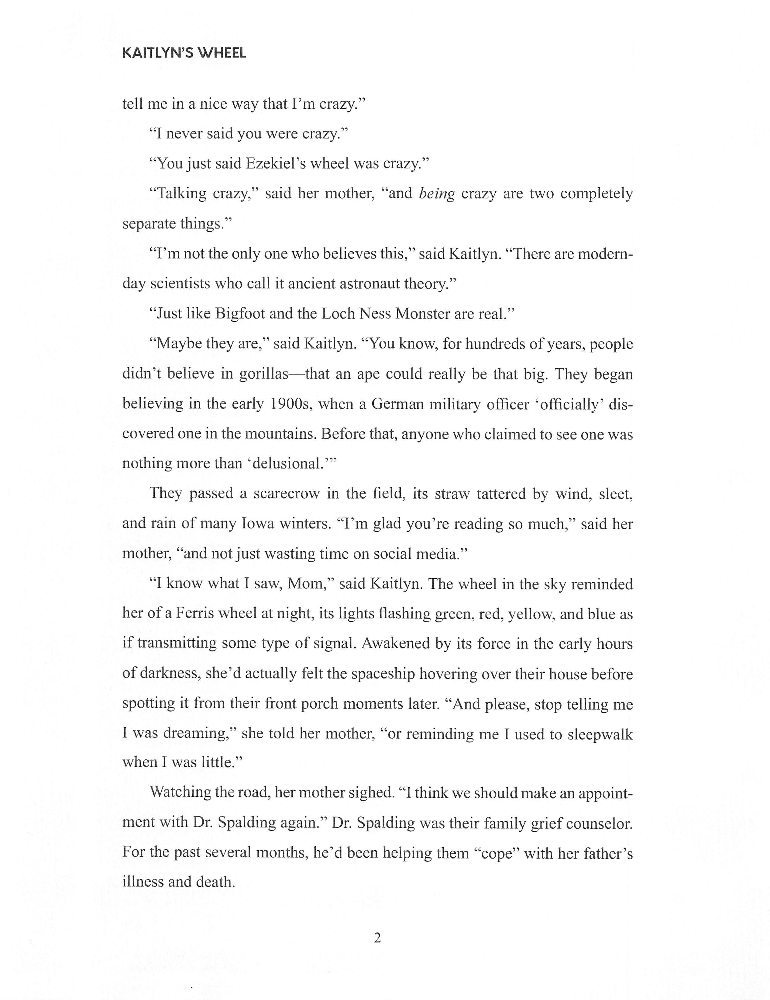 KAITLYN’S WHEEL
tell me in a nice way that I’m crazy.”
“I never said you were crazy.”
“You just said Ezekiel’s wheel was crazy.”
“Talking crazy,” said her mother, “and being crazy are two completely
separate things.”
“I’m not the only one who believes this,” said Kaitlyn. “There are modern-
day scientists who call it ancient astronaut theory.”
“Just like Bigfoot and the Loch Ness Monster are real.”
“Maybe they are,” said Kaitlyn. “You know, for hundreds of years, people
didn’t believe in gorillas—that an ape could really be that big. They began
believing in the early 1900s, when a German military officer ‘officially’ dis-
covered one in the mountains. Before that, anyone who claimed to see one was
nothing more than ‘delusional.’”
They passed a scarecrow in the field, its straw tattered by wind, sleet,
and rain of many Iowa winters. “I’m glad you’re reading so much,” said her
mother, “and not just wasting time on social media.”
“I know what I saw, Mom,” said Kaitlyn. The wheel in the sky reminded
her of a Ferris wheel at night, its lights flashing green, red, yellow, and blue as
if transmitting some type of signal. Awakened by its force in the early hours
of darkness, she’d actually felt the spaceship hovering over their house before
spotting it from their front porch moments later. “And please, stop telling me
I was dreaming,” she told her mother, “or reminding me I used to sleepwalk
when I was little.”
Watching the road, her mother sighed. “I think we should make an appoint-
ment with Dr. Spalding again.” Dr. Spalding was their family grief counselor.
For the past several months, he’d been helping them “cope” with her father’s
illness and death.
2